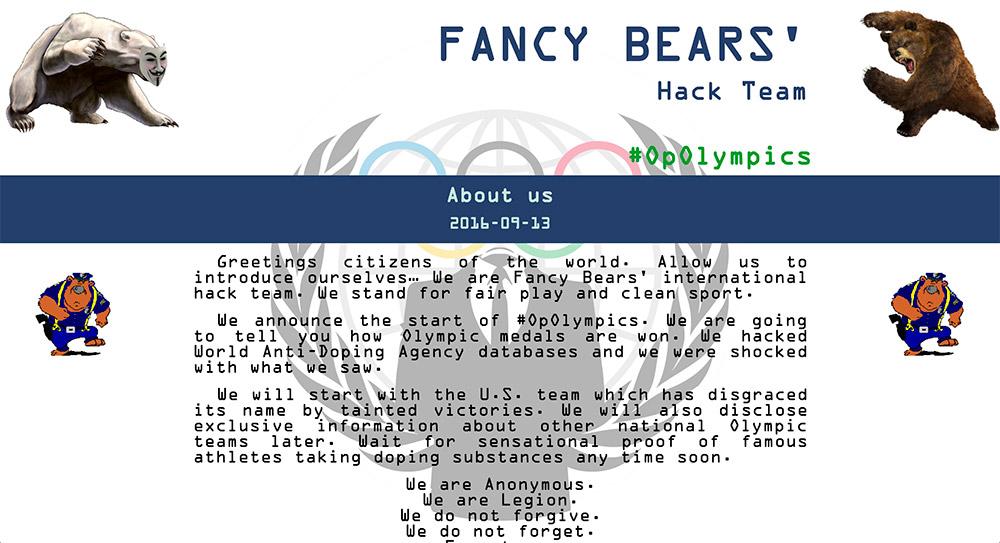 FANCY BEARS'
Hack Team
#OpOlympics
About us
2016-09-13
Greetings citizens of the world. Allow us to
introduce ourselves… We are Fancy Bears' international
hack team. We stand for fair play and clean sport.
We announce the start of #OpOlympics. We are going
to tell you how Olympic medals are won. We hacked
World Anti-Doping Agency databases and we were shocked
with what we saw.
We will start with the U.S. team which has disgraced
its name by tainted victories. We will also disclose
exclusive information about other national Olympic
teams later. Wait for sensational proof of famous
athletes taking doping substances any time soon.
We are Anonymous.
We are Legion.
We do not forgive.
We do not forget.